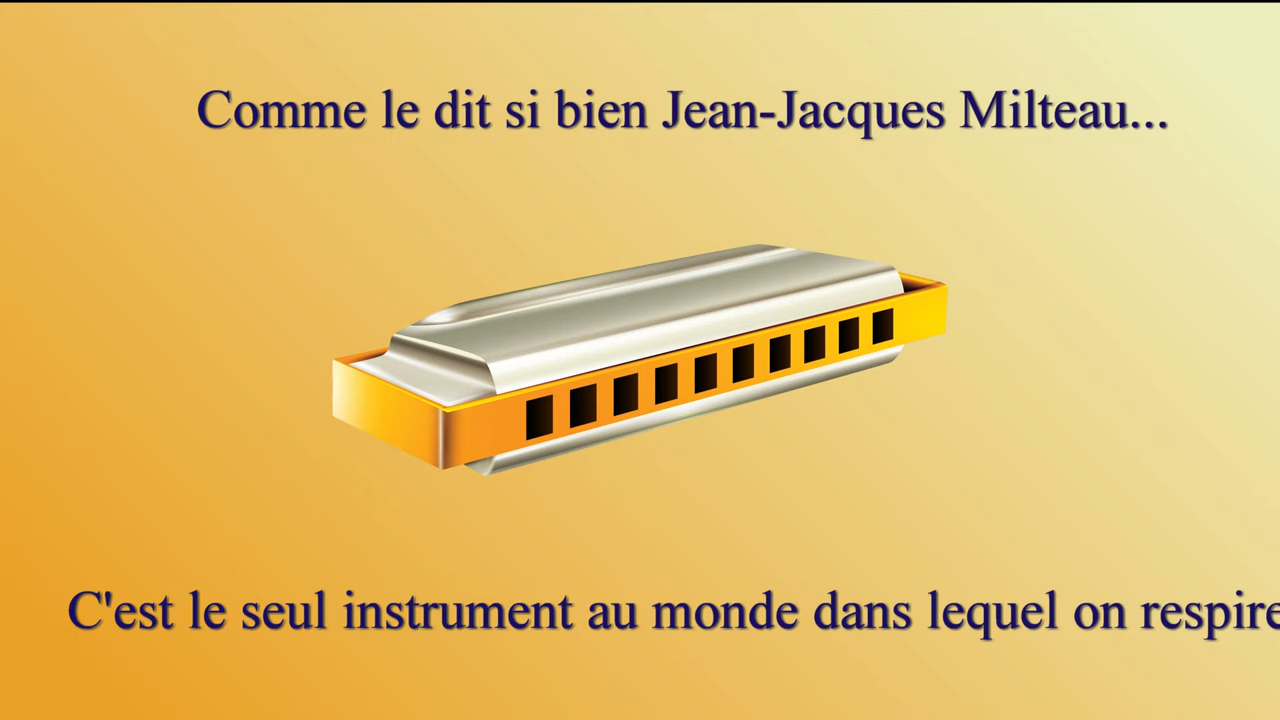 Comme le dit si bien Jean-Jacques Milteau...
C'est le seul instrument au monde dans lequel on respire